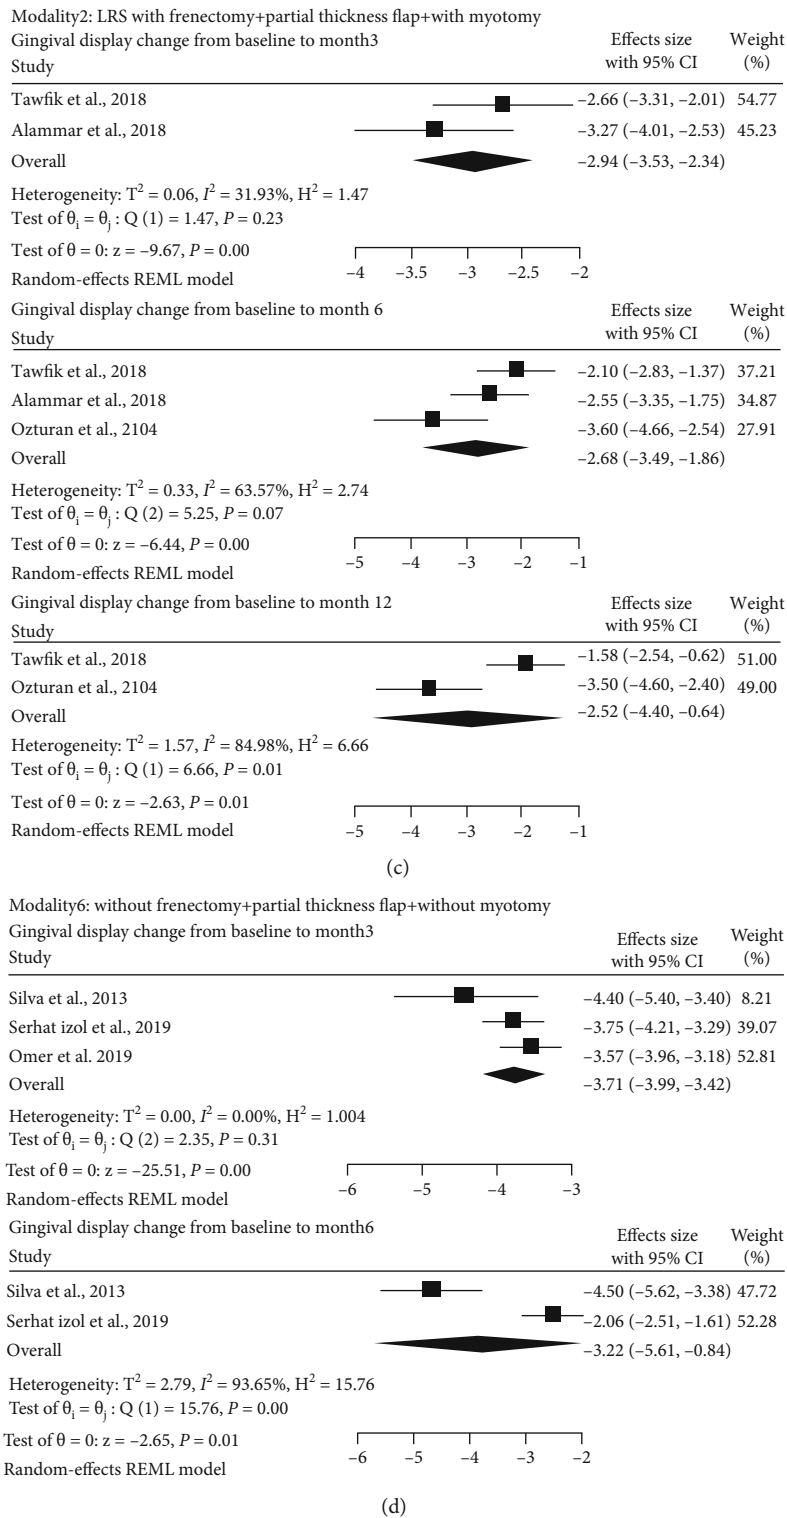 Modality2: LRS with frenectomy+partial thickness flap+with myotomy
Gingival display change from baseline to month3 Effects size Weight
Study with 95% CI (%)
Tawfik et al., 2018 –2.66 (–3.31, –2.01) 54.77
Alammar et al., 2018 –3.27 (–4.01, –2.53) 45.23
Overall –2.94 (–3.53, –2.34)
Heterogeneity: T² = 0.06, I² = 31.93%, H² = 1.47
Test of θi = θj : Q (1) = 1.47, P = 0.23
Test of θ = 0: z = –9.67, P = 0.00
Random-effects REML model
–4 –3.5 –3 –2.5 –2
Gingival display change from baseline to month 6 Effects size Weight
Study with 95% CI (%)
Tawfik et al., 2018 –2.10 (–2.83, –1.37) 37.21
Alammar et al., 2018 –2.55 (–3.35, –1.75) 34.87
Ozturan et al., 2104 –3.60 (–4.66, –2.54) 27.91
Overall –2.68 (–3.49, –1.86)
Heterogeneity: T² = 0.33, I² = 63.57%, H² = 2.74
Test of θi = θj : Q (2) = 5.25, P = 0.07
Test of θ = 0: z = –6.44, P = 0.00
Random-effects REML model
–5 –4 –3 –2 –1
Gingival display change from baseline to month 12 Effects size Weight
Study with 95% CI (%)
Tawfik et al., 2018 –1.58 (–2.54, –0.62) 51.00
Ozturan et al., 2104 –3.50 (–4.60, –2.40) 49.00
Overall –2.52 (–4.40, –0.64)
Heterogeneity: T² = 1.57, I² = 84.98%, H² = 6.66
Test of θi = θj : Q (1) = 6.66, P = 0.01
Test of θ = 0: z = –2.63, P = 0.01
Random-effects REML model
–5 –4 –3 –2 –1
(c)
Modality6: without frenectomy+partial thickness flap+without myotomy
Gingival display change from baseline to month3 Effects size Weight
Study with 95% CI (%)
Silva et al., 2013 –4.40 (–5.40, –3.40) 8.21
Serhat izol et al., 2019 –3.75 (–4.21, –3.29) 39.07
Omer et al. 2019 –3.57 (–3.96, –3.18) 52.81
Overall –3.71 (–3.99, –3.42)
Heterogeneity: T² = 0.00, I² = 0.00%, H² = 1.004
Test of θi = θj : Q (2) = 2.35, P = 0.31
Test of θ = 0: z = –25.51, P = 0.00
Random-effects REML model
–6 –5 –4 –3
Gingival display change from baseline to month6 Effects size Weight
Study with 95% CI (%)
Silva et al., 2013 –4.50 (–5.62, –3.38) 47.72
Serhat izol et al., 2019 –2.06 (–2.51, –1.61) 52.28
Overall –3.22 (–5.61, –0.84)
Heterogeneity: T² = 2.79, I² = 93.65%, H² = 15.76
Test of θi = θj : Q (1) = 15.76, P = 0.00
Test of θ = 0: z = –2.65, P = 0.01
Random-effects REML model
–6 –5 –4 –3 –2
(d)